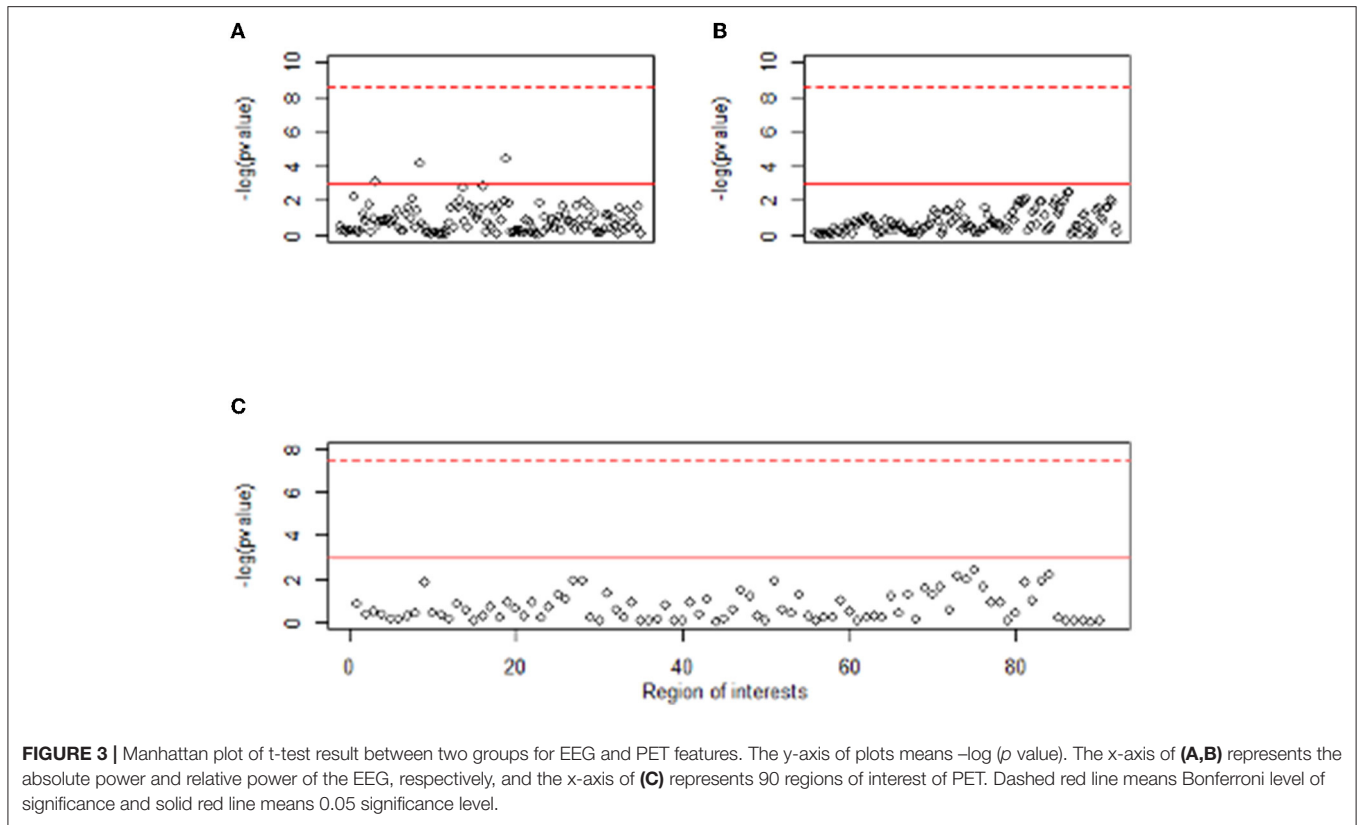 A
B
10
8
6
4
2
0
-log(pvalue)
10
8
6
4
2
0
-log(pvalue)
C
8
6
4
2
0
-log(pvalue)
0 20 40 60 80
Region of interests
FIGURE 3 | Manhattan plot of t-test result between two groups for EEG and PET features. The y-axis of plots means –log (p value). The x-axis of (A,B) represents the
absolute power and relative power of the EEG, respectively, and the x-axis of (C) represents 90 regions of interest of PET. Dashed red line means Bonferroni level of
significance and solid red line means 0.05 significance level.